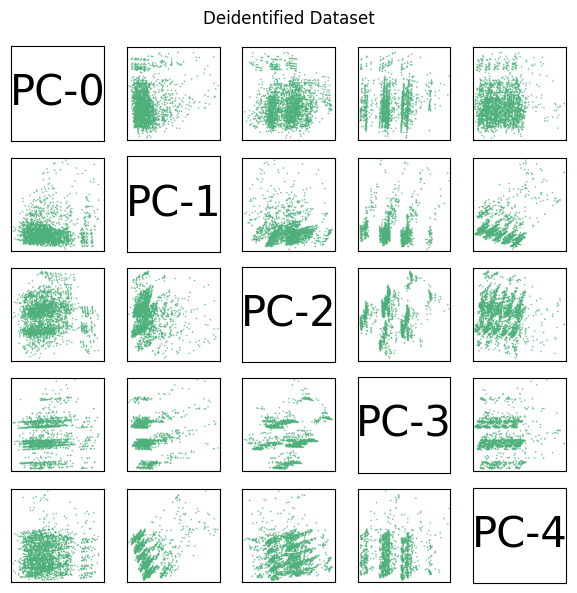 Deidentified Dataset
PC-0
PC-1
PC-2
PC-3
PC-4